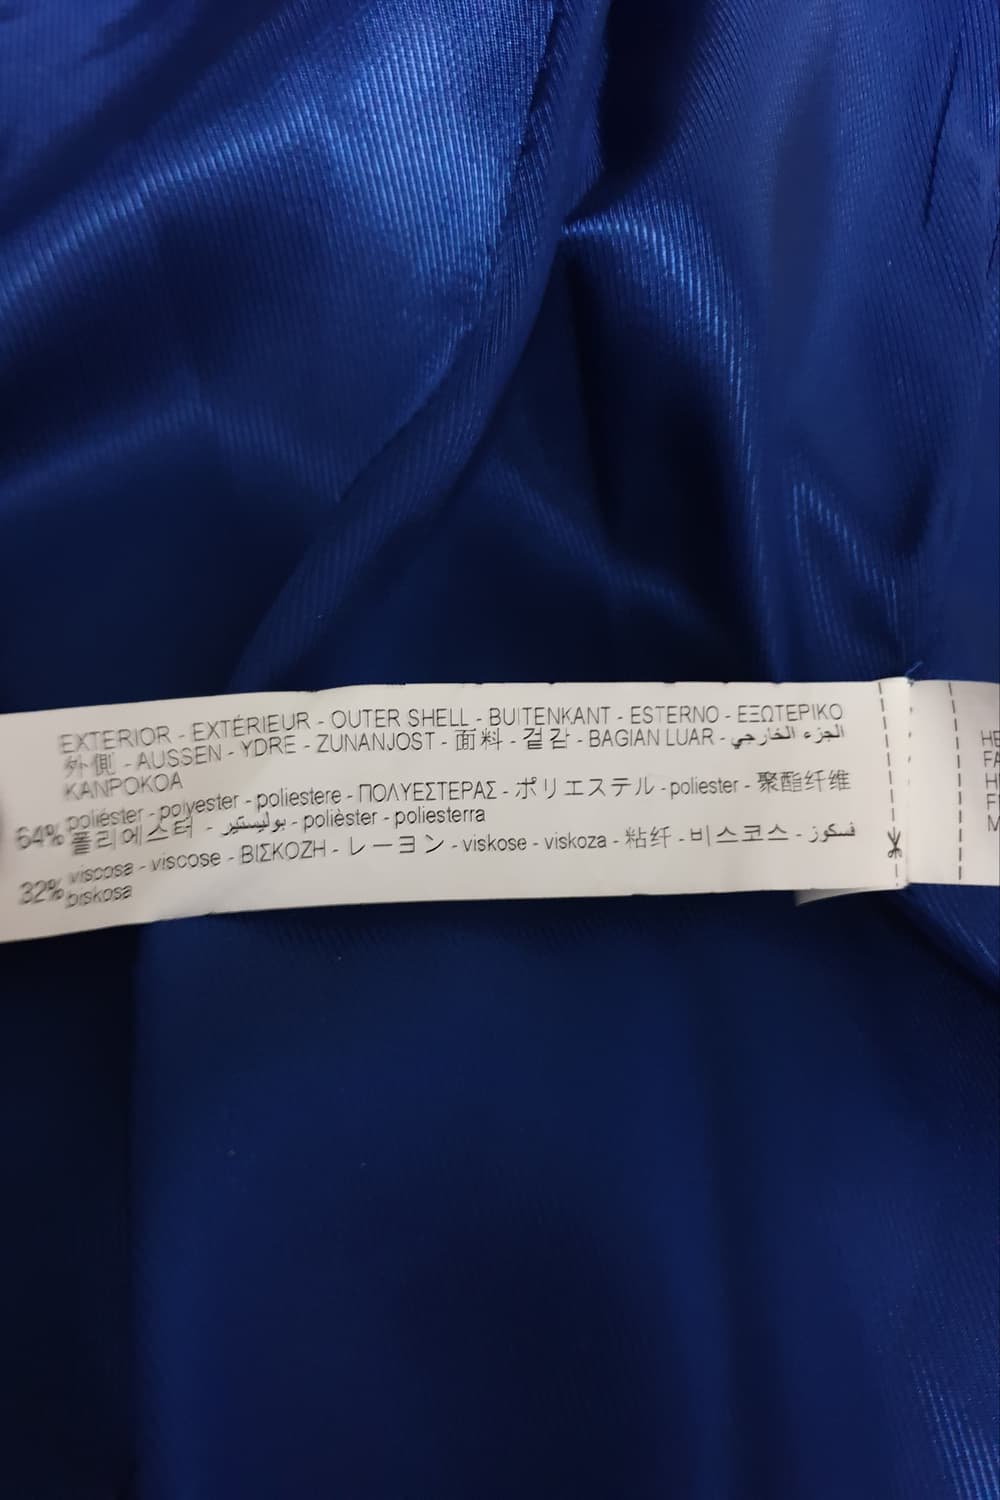 EXTERIOR - EXTÉRIEUR - OUTER SHELL - BUITENKANT - ESTERNO - ΕΞΩΤΕΡΙΚΟ
外側 - AUSSEN - YDRE - ZUNANJOST - 面料 - 겉감 - BAGIAN LUAR - الجزء الخارجي
KANPOKOA
64% poliéster - polyester - poliestere - ΠΟΛΥΕΣΤΕΡΑΣ - ポリエステル - poliester - 聚酯纤维
폴리에스터 - بوليستير - polièster - poliesterra
32% viscosa - viscose - ΒΙΣΚΟΖΗ - レーヨン - viskose - viskoza - 粘纤 - 비스코스 - فسكوز
biskosa
HE
FA